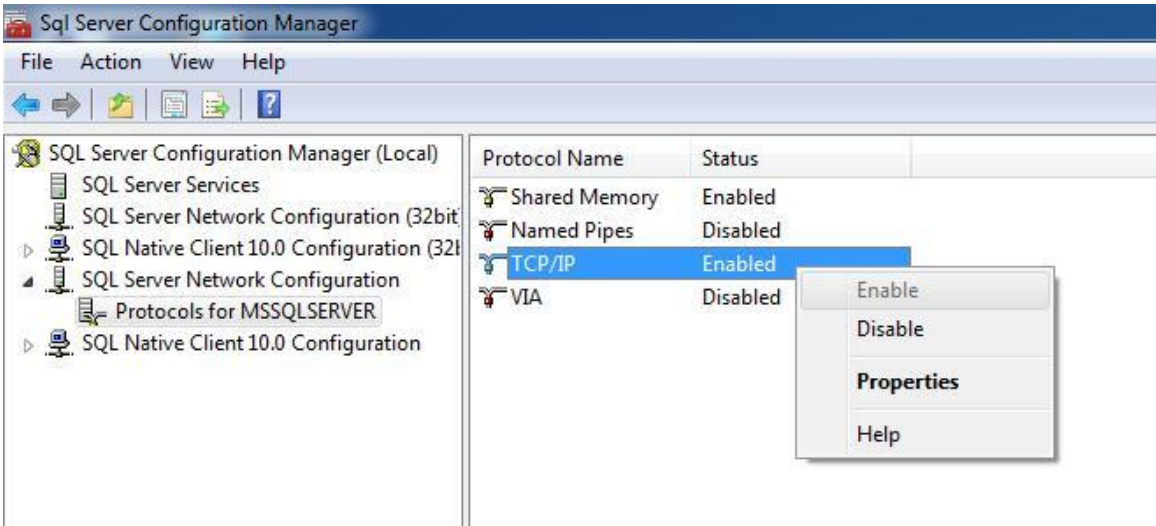 Sql Server Configuration Manager
File Action View Help
SQL Server Configuration Manager (Local)
SQL Server Services
SQL Server Network Configuration (32bit
SQL Native Client 10.0 Configuration (32
SQL Server Network Configuration
Protocols for MSSQLSERVER
SQL Native Client 10.0 Configuration
Protocol Name Status
Shared Memory Enabled
Named Pipes Disabled
TCP/IP Enabled
VIA Disabled
Enable
Disable
Properties
Help